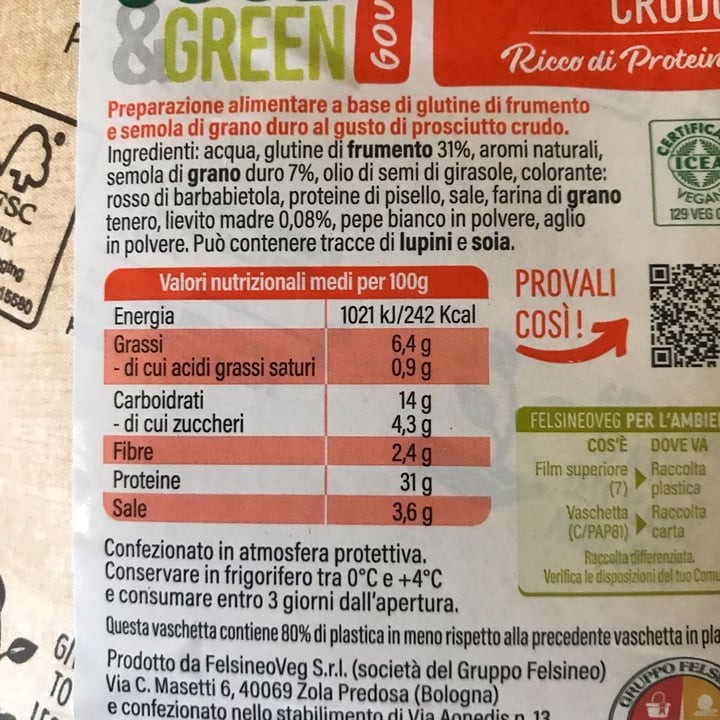 &GREEN
GOU
CRUDO
Ricco di Protein
Preparazione alimentare a base di glutine di frumento
e semola di grano duro al gusto di prosciutto crudo.
Ingredienti: acqua, glutine di frumento 31%, aromi naturali,
semola di grano duro 7%, olio di semi di girasole, colorante:
rosso di barbabietola, proteine di pisello, sale, farina di grano
tenero, lievito madre 0,08%, pepe bianco in polvere, aglio
in polvere. Può contenere tracce di lupini e soia.
CERTIFICA
ICEA
VEGAN
129 VEG
FSC
MIX
15580
Valori nutrizionali medi per 100g
Energia 1021 kJ/242 Kcal
Grassi 6,4 g
- di cui acidi grassi saturi 0,9 g
Carboidrati 14 g
- di cui zuccheri 4,3 g
Fibre 2,4 g
Proteine 31 g
Sale 3,6 g
PROVALI
COSÌ!
FELSINEOVEG PER L'AMBIE
COS'È DOVE VA
Film superiore (7) Raccolta plastica
Vaschetta (C/PAP81) Raccolta carta
Raccolta differenziata.
Verifica le disposizioni del tuo Comu
Confezionato in atmosfera protettiva.
Conservare in frigorifero tra 0°C e +4°C
e consumare entro 3 giorni dall'apertura.
Questa vaschetta contiene 80% di plastica in meno rispetto alla precedente vaschetta in pla
Prodotto da FelsineoVeg S.r.l. (società del Gruppo Felsineo)
Via C. Masetti 6, 40069 Zola Predosa (Bologna)
e confezionato nello stabilimento di Via Agnedis n. 13
GRUPPO FELS